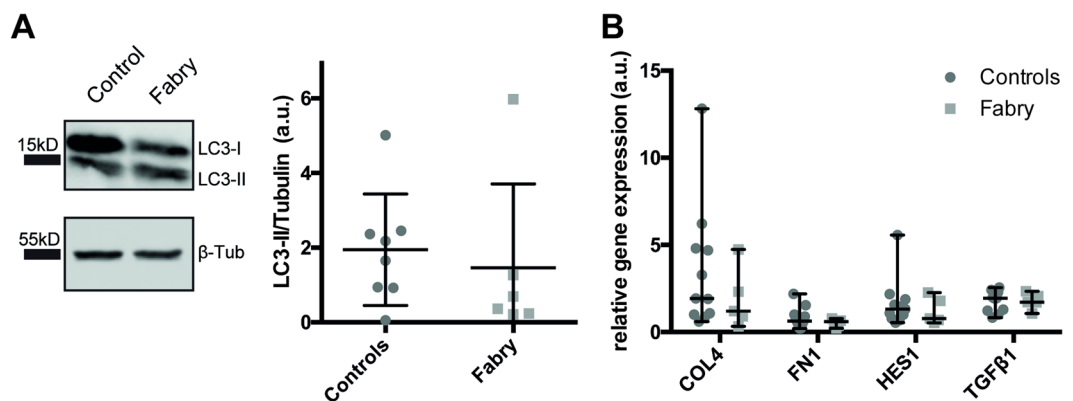 A
Control
Fabry
15kD
LC3-I
LC3-II
55kD
β-Tub
LC3-II/Tubulin (a.u.)
6
4
2
0
Controls
Fabry
B
relative gene expression (a.u.)
15
10
5
0
Controls
Fabry
COL4
FN1
HES1
TGFβ1